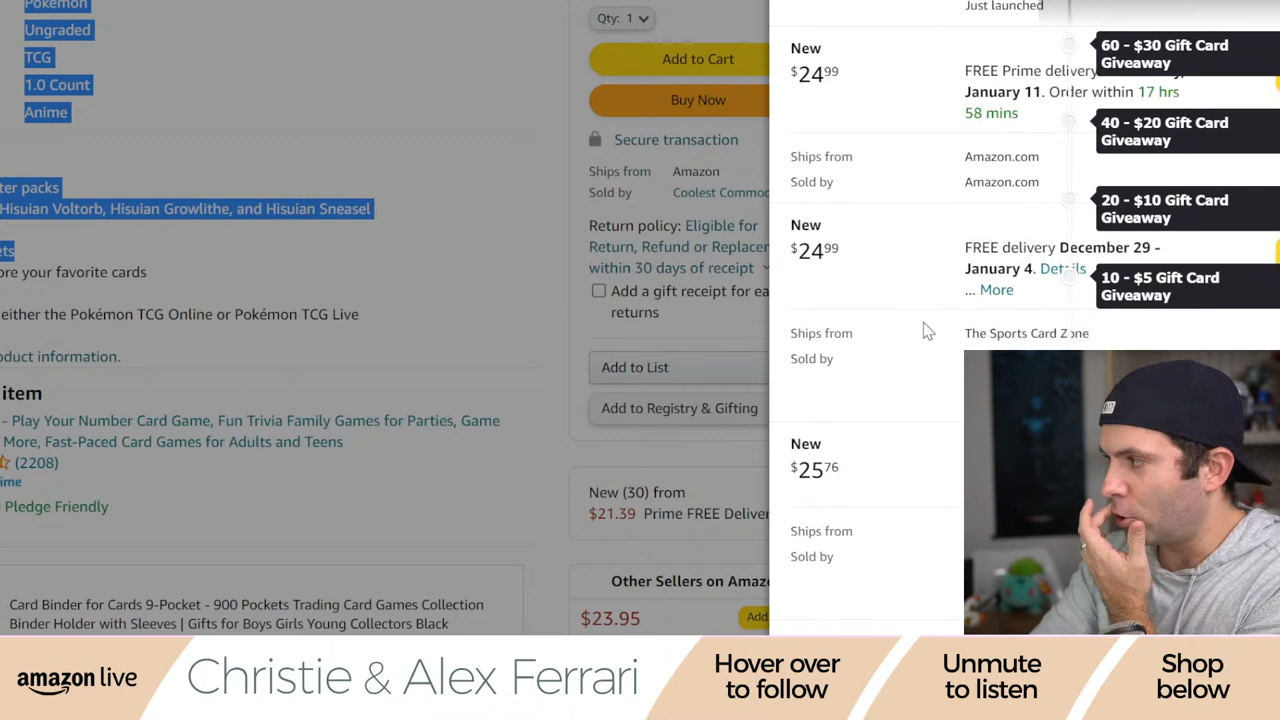 Pokémon
Ungraded
TCG
1.0 Count
Anime
ter packs
Hisuian Voltorb, Hisuian Growlithe, and Hisuian Sneasel
ets
ore your favorite cards
either the Pokémon TCG Online or Pokémon TCG Live
oduct information.
item
- Play Your Number Card Game, Fun Trivia Family Games for Parties, Game
More, Fast-Paced Card Games for Adults and Teens
(2208)
ime
Pledge Friendly
Card Binder for Cards 9-Pocket - 900 Pockets Trading Card Games Collection
Binder Holder with Sleeves | Gifts for Boys Girls Young Collectors Black
Qty: 1
Add to Cart
Buy Now
Secure transaction
Ships from Amazon
Sold by Coolest Commod
Return policy: Eligible for
Return, Refund or Replacem
within 30 days of receipt
Add a gift receipt for ea
returns
Add to List
Add to Registry & Gifting
New (30) from
$21.39 Prime FREE Deliver
Other Sellers on Amazo
$23.95 Add
Just launched
New
$24.99
FREE Prime delivery
January 11. Order within 17 hrs
58 mins
Ships from Amazon.com
Sold by Amazon.com
New
$24.99
FREE delivery December 29 -
January 4. Details
... More
Ships from The Sports Card Zone
Sold by
New
$25.76
Ships from
Sold by
60 - $30 Gift Card
Giveaway
40 - $20 Gift Card
Giveaway
20 - $10 Gift Card
Giveaway
10 - $5 Gift Card
Giveaway
amazon live
Christie & Alex Ferrari
Hover over
to follow
Unmute
to listen
Shop
below